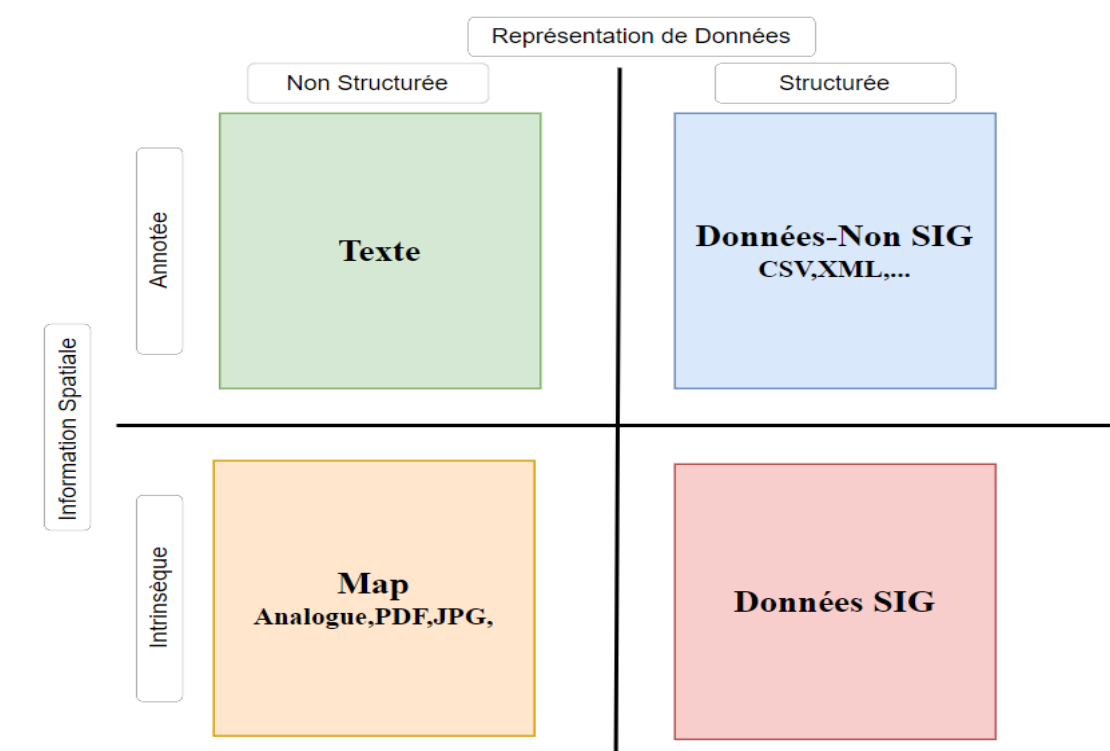 Représentation de Données
Non Structurée
Structurée
Annotée
Texte
Données-Non SIG
CSV,XML,...
Information Spatiale
Intrinsèque
Map
Analogue,PDF,JPG,
Données SIG